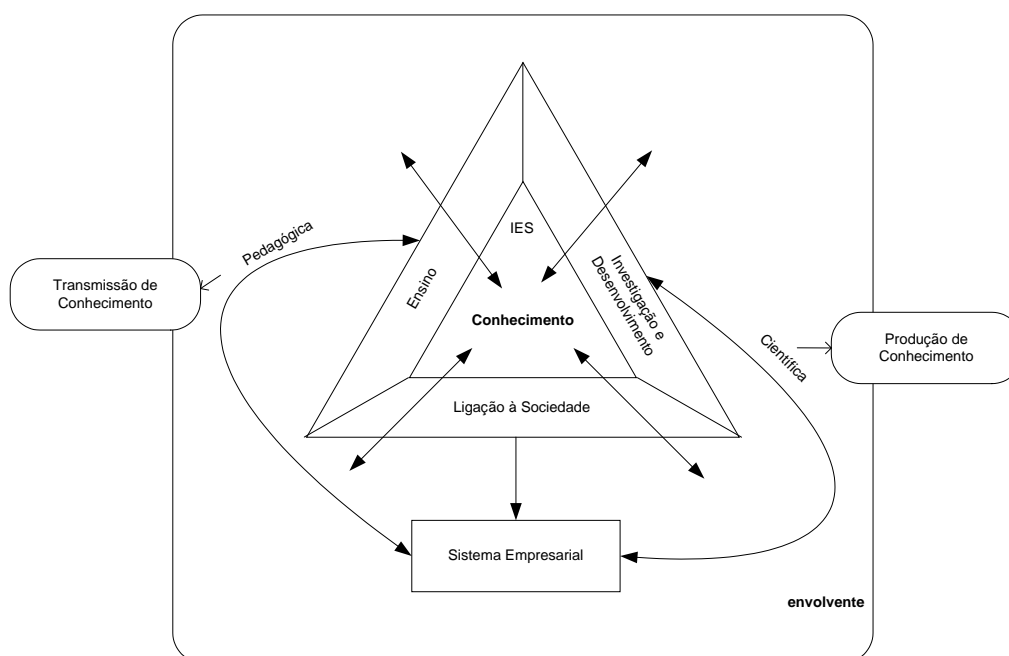 IES
Pedagógica
Ensino
Investigação e
Desenvolvimento
Transmissão de
Conhecimento
Conhecimento
Científica
Produção de
Conhecimento
Ligação à Sociedade
Sistema Empresarial
envolvente